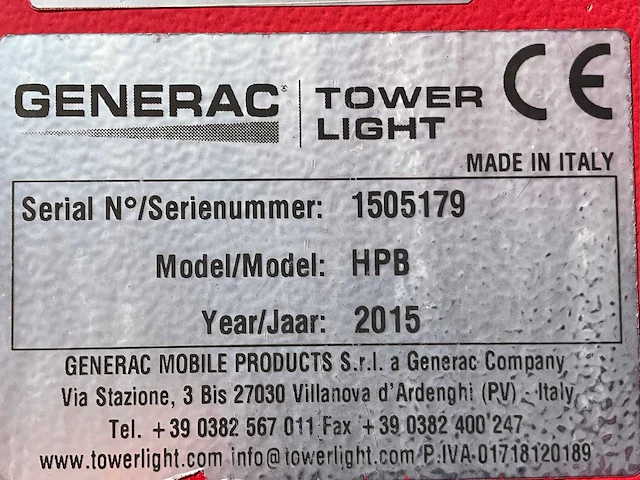 GENERAC® TOWER LIGHT
CE
MADE IN ITALY
Serial N°/Serienummer: 1505179
Model/Model: HPB
Year/Jaar: 2015
GENERAC MOBILE PRODUCTS S.r.l. a Generac Company
Via Stazione, 3 Bis 27030 Villanova d'Ardenghi (PV) - Italy
Tel. +39 0382 567 011 Fax +39 0382 400 247
www.towerlight.com info@towerlight.com P.IVA 01718120189